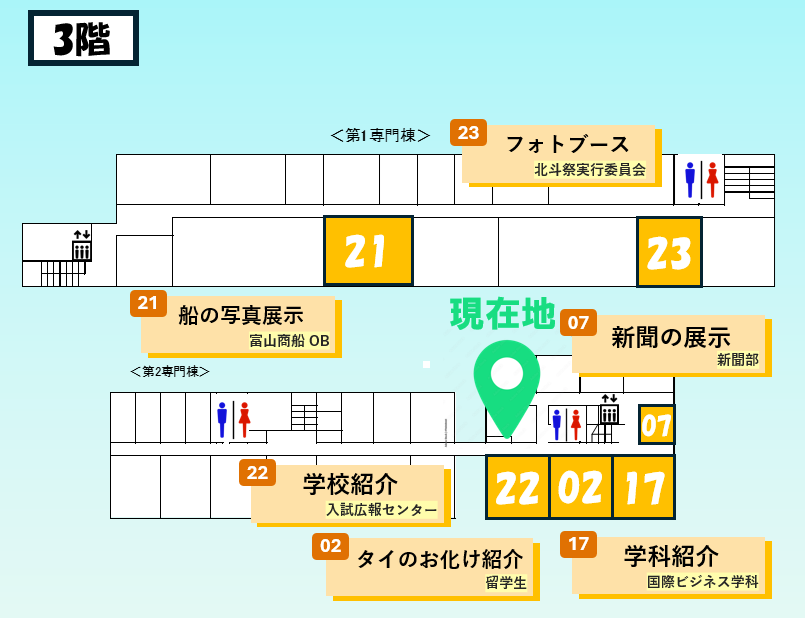 3階
<第1専門棟>
23
フォトブース
北斗祭実行委員会
21
23
21
船の写真展示
富山商船 OB
現在地
07
新聞の展示
新聞部
<第2専門棟>
07
22
02
17
22
学校紹介
入試広報センター
02
タイのお化け紹介
留学生
17
学科紹介
国際ビジネス学科